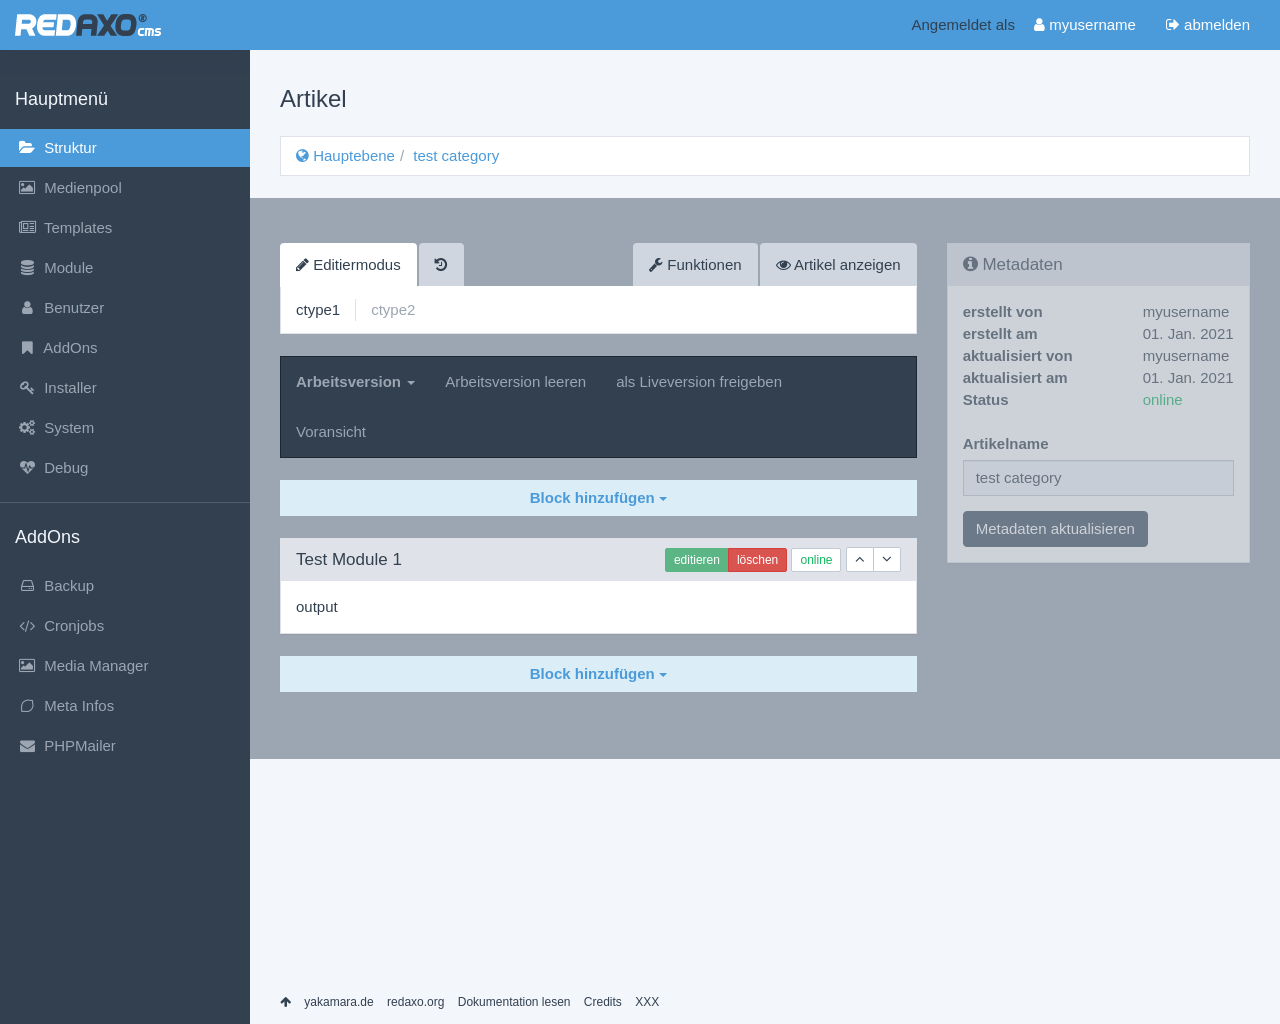 REDAXO® cms
Angemeldet als myusername abmelden
Hauptmenü
Struktur
Medienpool
Templates
Module
Benutzer
AddOns
Installer
System
Debug
AddOns
Backup
Cronjobs
Media Manager
Meta Infos
PHPMailer
Artikel
Hauptebene / test category
Editiermodus Funktionen Artikel anzeigen
ctype1 ctype2
Arbeitsversion Arbeitsversion leeren als Liveversion freigeben
Voransicht
Block hinzufügen
Test Module 1 editieren löschen online
output
Block hinzufügen
Metadaten
erstellt von myusername
erstellt am 01. Jan. 2021
aktualisiert von myusername
aktualisiert am 01. Jan. 2021
Status online
Artikelname
test category
Metadaten aktualisieren
yakamara.de redaxo.org Dokumentation lesen Credits XXX